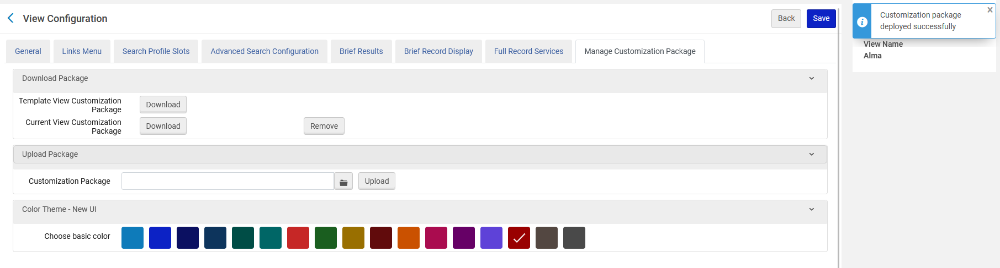 View Configuration
Back
Save
General
Links Menu
Search Profile Slots
Advanced Search Configuration
Brief Results
Brief Record Display
Full Record Services
Manage Customization Package
Download Package
Template View Customization
Package
Download
Current View Customization
Package
Download
Remove
Upload Package
Customization Package
Upload
Color Theme - New UI
Choose basic color
Customization package
deployed successfully
View Name
Alma